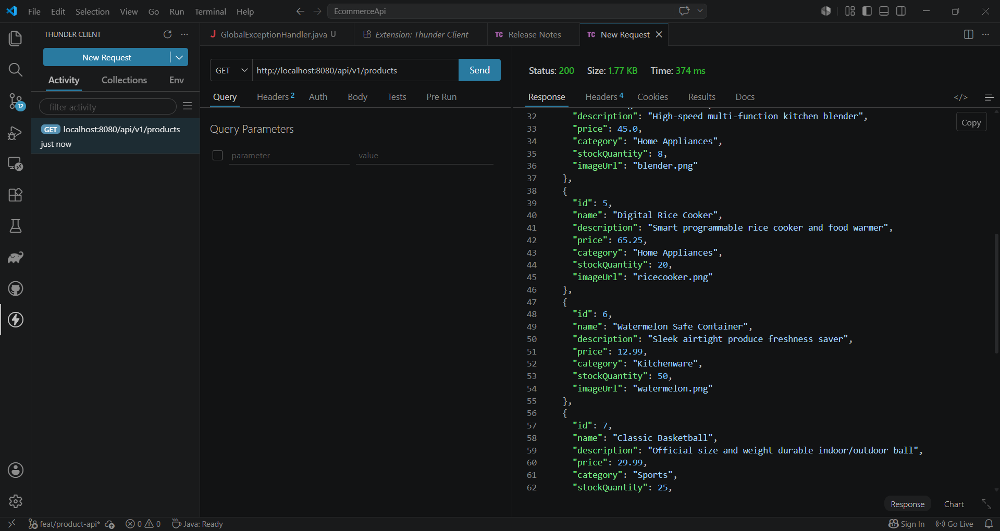 File Edit Selection View Go Run Terminal Help
EcommerceApi
THUNDER CLIENT
New Request
Activity Collections Env
filter activity
GET localhost:8080/api/v1/products
just now
12
J GlobalExceptionHandler.java U
Extension: Thunder Client
TC Release Notes
TC New Request
GET http://localhost:8080/api/v1/products Send
Query Headers 2 Auth Body Tests Pre Run
Query Parameters
parameter value
Status: 200 Size: 1.77 KB Time: 374 ms
Response Headers 4 Cookies Results Docs
</>
Copy
32 "description": "High-speed multi-function kitchen blender",
33 "price": 45.0,
34 "category": "Home Appliances",
35 "stockQuantity": 8,
36 "imageUrl": "blender.png"
37 },
38 {
39 "id": 5,
40 "name": "Digital Rice Cooker",
41 "description": "Smart programmable rice cooker and food warmer",
42 "price": 65.25,
43 "category": "Home Appliances",
44 "stockQuantity": 20,
45 "imageUrl": "ricecooker.png"
46 },
47 {
48 "id": 6,
49 "name": "Watermelon Safe Container",
50 "description": "Sleek airtight produce freshness saver",
51 "price": 12.99,
52 "category": "Kitchenware",
53 "stockQuantity": 50,
54 "imageUrl": "watermelon.png"
55 },
56 {
57 "id": 7,
58 "name": "Classic Basketball",
59 "description": "Official size and weight durable indoor/outdoor ball",
60 "price": 29.99,
61 "category": "Sports",
62 "stockQuantity": 25,
Response Chart
feat/product-api* 0 0 Java: Ready
Sign In Go Live